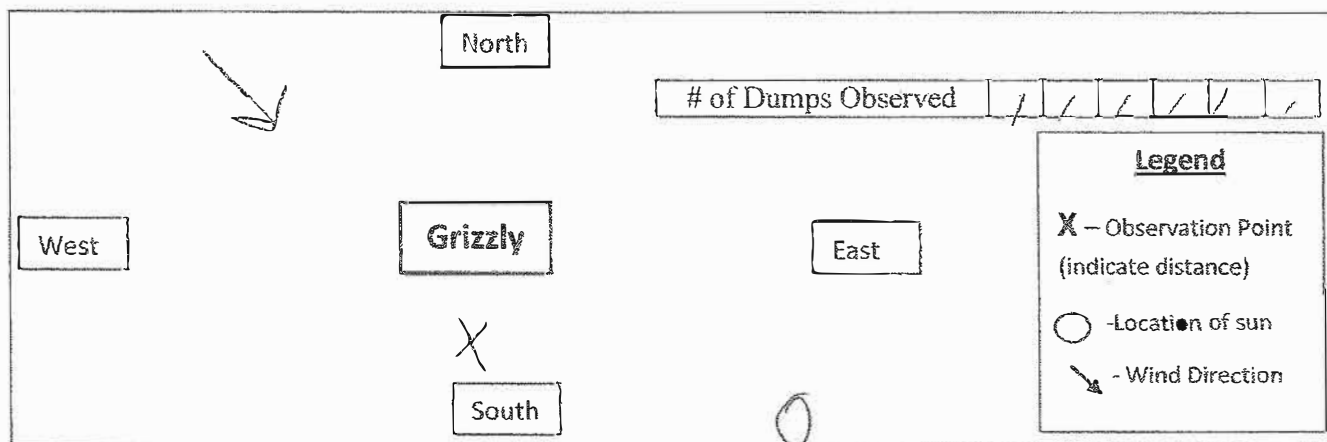 North
# of Dumps Observed / / / / / /
Legend
West
Grizzly
East
X – Observation Point
(indicate distance)
X
-Location of sun
- Wind Direction
South